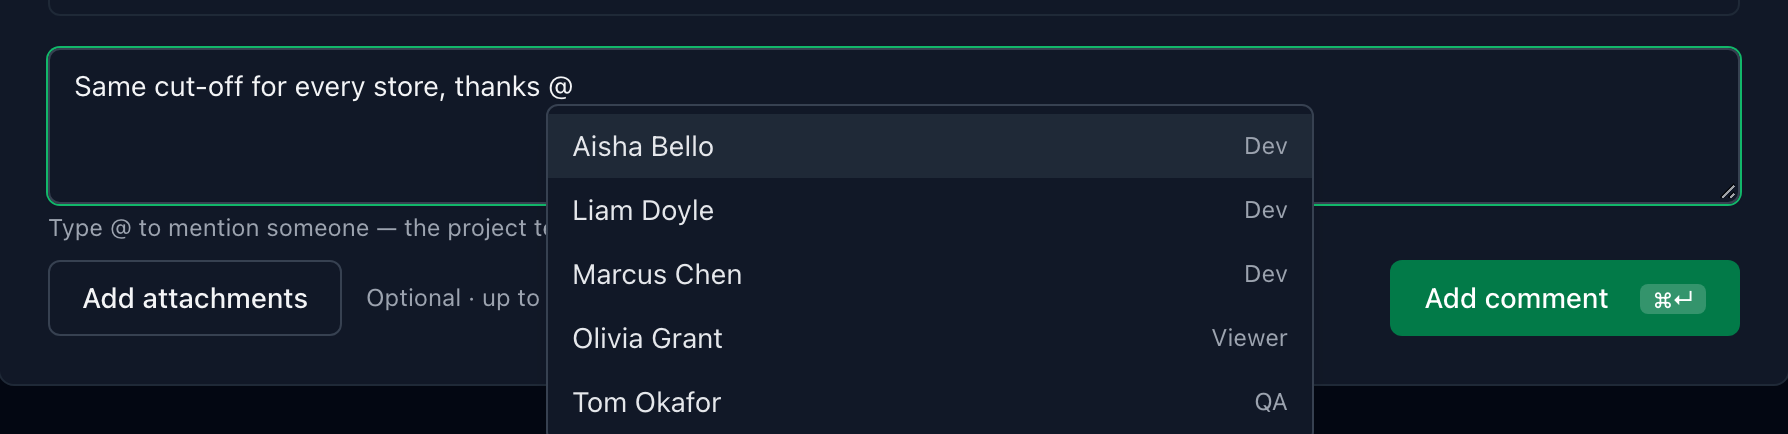 Same cut-off for every store, thanks @
Aisha Bello Dev
Liam Doyle Dev
Type @ to mention someone — the project
Marcus Chen Dev
Add attachments
Optional · up to
Add comment ⌘↵
Olivia Grant Viewer
Tom Okafor QA